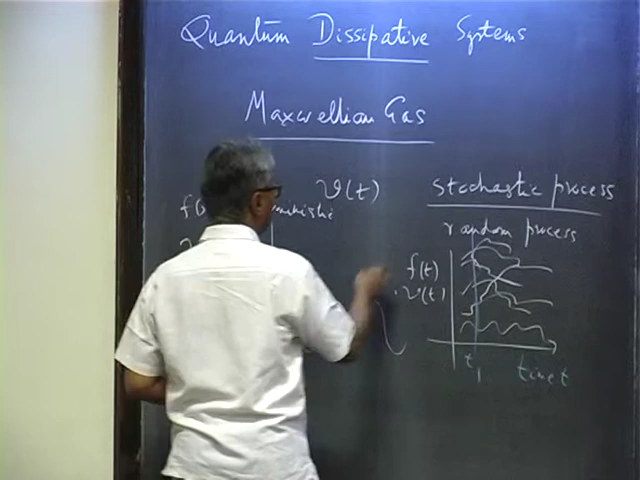 Quantum Dissipative Systems
Maxwellian Gas
ϑ(t)
stochastic process
random process
f(t)
ϑ(t)
t₁
time t